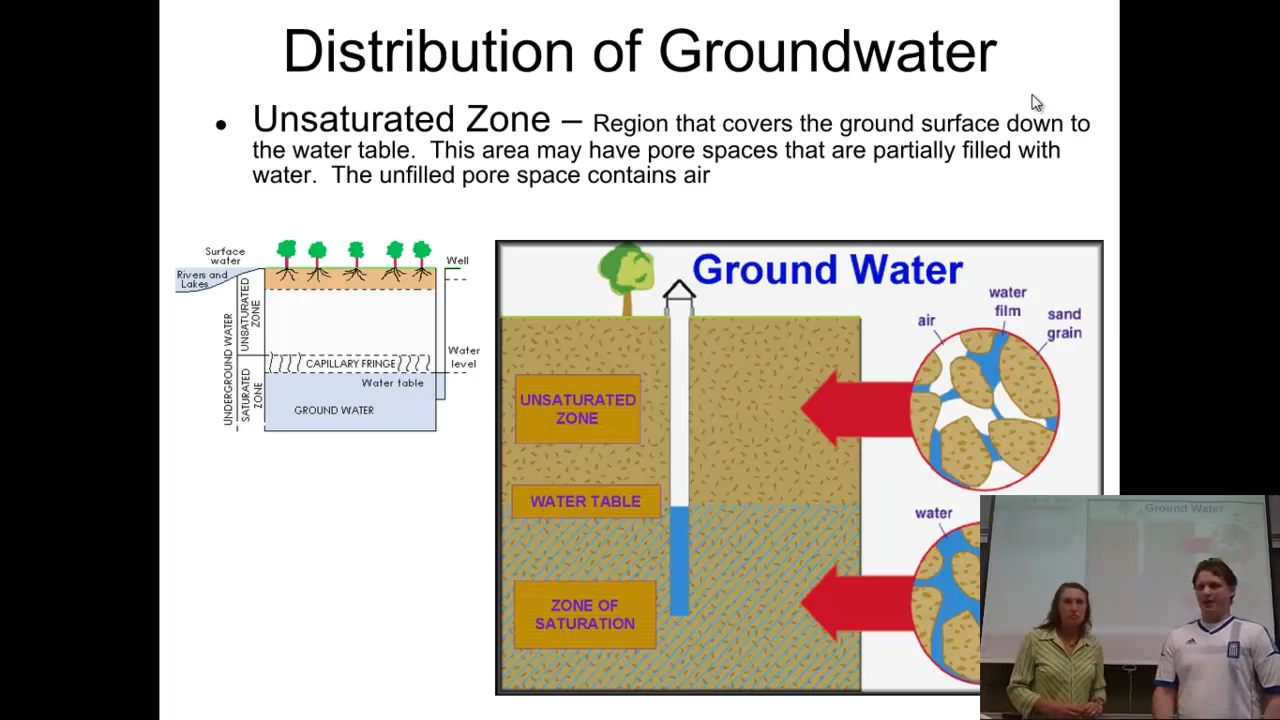 Distribution of Groundwater
• Unsaturated Zone – Region that covers the ground surface down to
the water table.  This area may have pore spaces that are partially filled with
water.  The unfilled pore space contains air
Surface
water
Rivers and
Lakes
UNDERGROUND WATER
UNSATURATED
ZONE
SATURATED
ZONE
CAPILLARY FRINGE
Water table
GROUND WATER
Well
Water
level
Ground Water
air
water
film
sand
grain
UNSATURATED
ZONE
WATER TABLE
ZONE OF
SATURATION
water
Ground Water